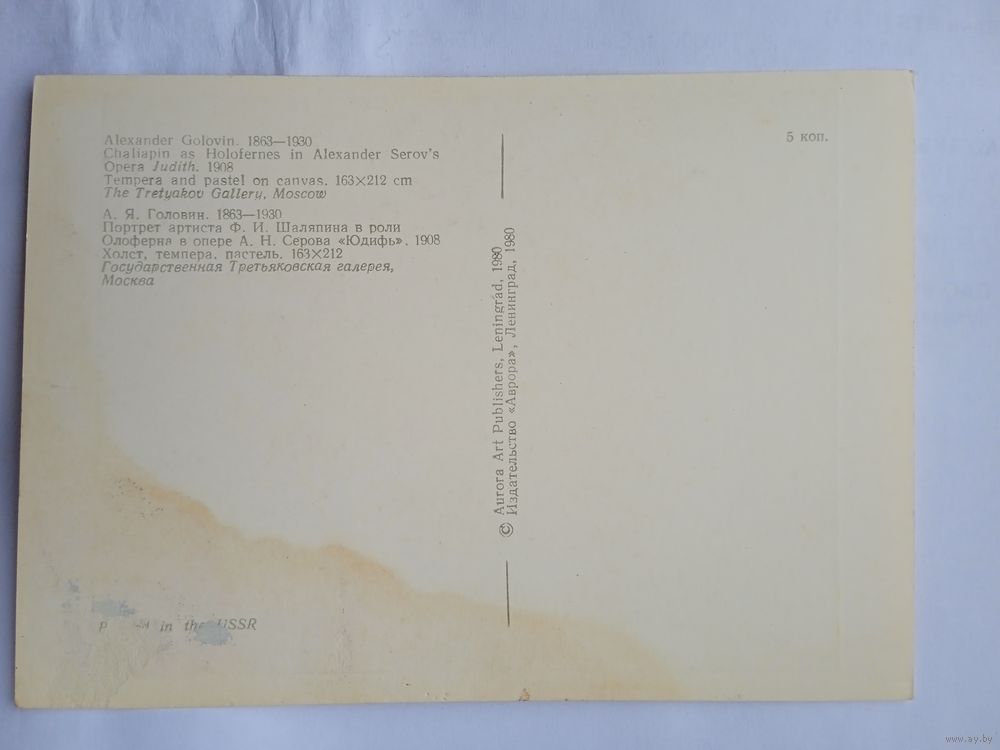 Alexander Golovin. 1863—1930
Chaliapin as Holofernes in Alexander Serov's
Opera Judith. 1908
Tempera and pastel on canvas. 163×212 cm
The Tretyakov Gallery, Moscow
А. Я. Головин. 1863—1930
Портрет артиста Ф. И. Шаляпина в роли
Олоферна в опере А. Н. Серова «Юдифь». 1908
Холст, темпера, пастель. 163×212
Государственная Третьяковская галерея,
Москва
in the USSR
© Aurora Art Publishers, Leningrad, 1980
Издательство «Аврора», Ленинград, 1980
5 коп.
www.ay.by